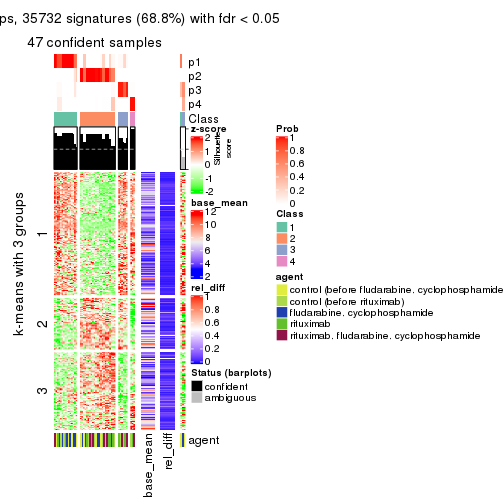 ps, 35732 signatures (68.8%) with fdr < 0.05
47 confident samples
p1
p2
p3
p4
Class
Silhouette
score
k-means with 3 groups
1
2
3
agent
base_mean
rel_diff
z-score
2
1
0
-1
-2
base_mean
12
10
8
6
4
2
rel_diff
1
0.8
0.6
0.4
0.2
0
Status (barplots)
confident
ambiguous
Prob
1
0.8
0.6
0.4
0.2
0
Class
1
2
3
4
agent
control (before fludarabine. cyclophosphamide
control (before rituximab)
fludarabine. cyclophosphamide
rituximab
rituximab. fludarabine. cyclophosphamide